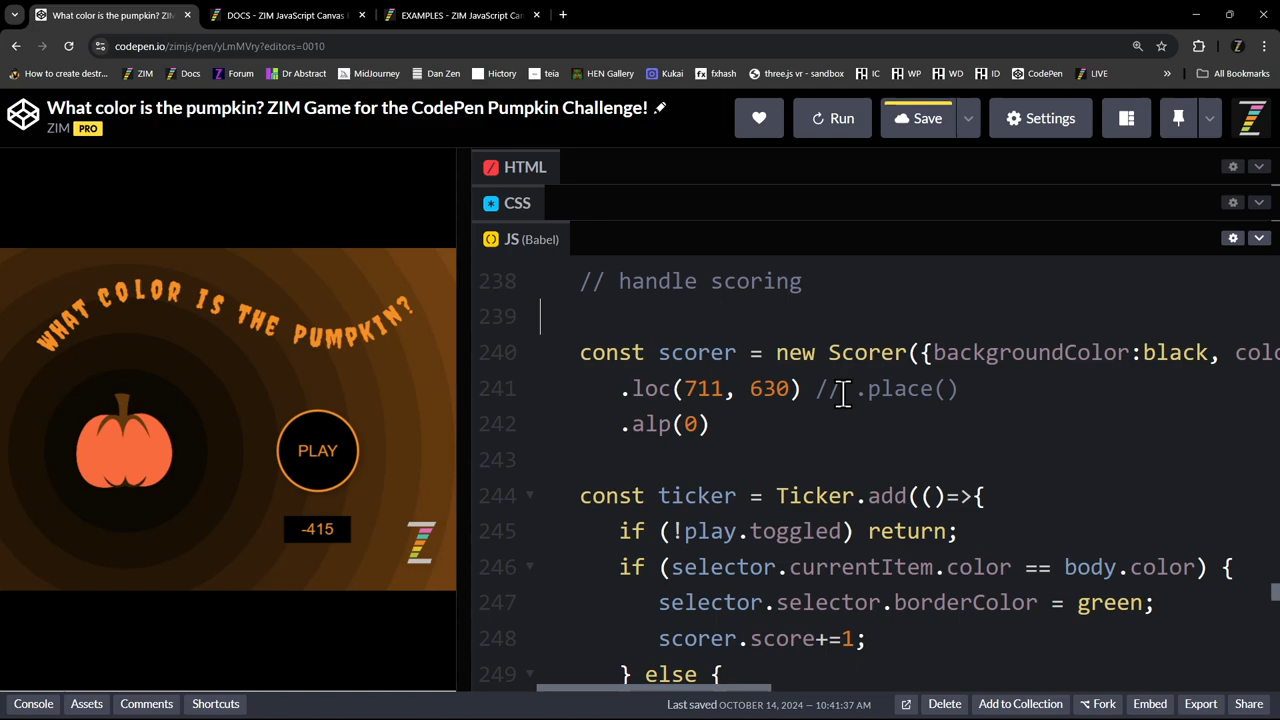 What color is the pumpkin? ZIM
DOCS - ZIM JavaScript Canvas
EXAMPLES - ZIM JavaScript Can
codepen.io/zimjs/pen/yLmMVry?editors=0010
How to create destr...
ZIM
Docs
Forum
Dr Abstract
MidJourney
Dan Zen
Hictory
teia
HEN Gallery
Kukai
fxhash
three.js vr - sandbox
IC
WP
WD
ID
CodePen
LIVE
»
All Bookmarks
What color is the pumpkin? ZIM Game for the CodePen Pumpkin Challenge!
ZIM PRO
Run
Save
Settings
HTML
CSS
JS (Babel)
WHAT COLOR IS THE PUMPKIN?
PLAY
-415
238 // handle scoring
239
240 const scorer = new Scorer({backgroundColor:black, colo
241 .loc(711, 630) // .place()
242 .alp(0)
243
244 const ticker = Ticker.add(()=>{
245 if (!play.toggled) return;
246 if (selector.currentItem.color == body.color) {
247 selector.selector.borderColor = green;
248 scorer.score+=1;
249 } else {
Console
Assets
Comments
Shortcuts
Last saved OCTOBER 14, 2024 — 10:41:37 AM
Delete
Add to Collection
Fork
Embed
Export
Share